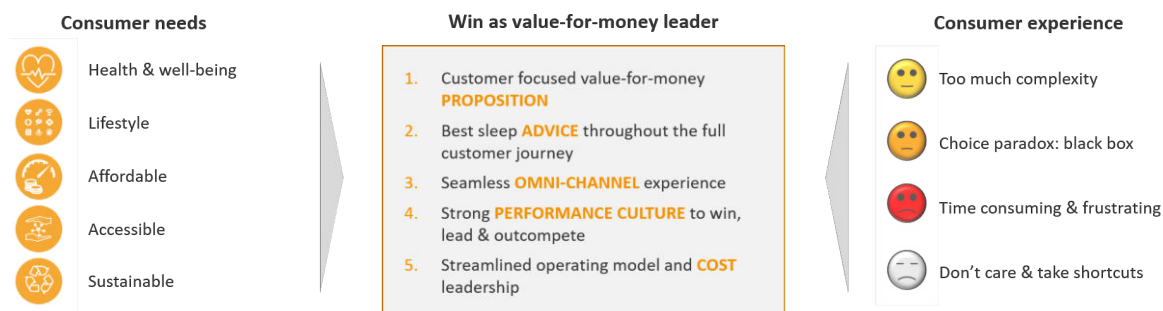 Consumer needs
Health & well-being
Lifestyle
Affordable
Accessible
Sustainable
Win as value-for-money leader
1. Customer focused value-for-money
PROPOSITION
2. Best sleep ADVICE throughout the full
customer journey
3. Seamless OMNI-CHANNEL experience
4. Strong PERFORMANCE CULTURE to win,
lead & outcompete
5. Streamlined operating model and COST
leadership
Consumer experience
Too much complexity
Choice paradox: black box
Time consuming & frustrating
Don't care & take shortcuts